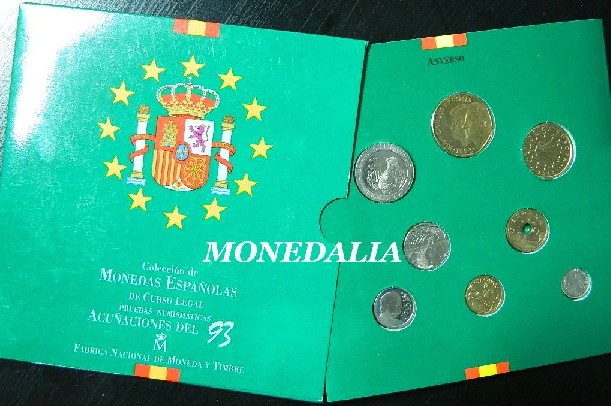 ANVERSO
MONEDALIA
Colección de
MONEDAS ESPAÑOLAS
DE CURSO LEGAL
PRUEBAS NUMISMÁTICAS
ACUÑACIONES DEL 93
M
FÁBRICA NACIONAL DE MONEDA Y TIMBRE